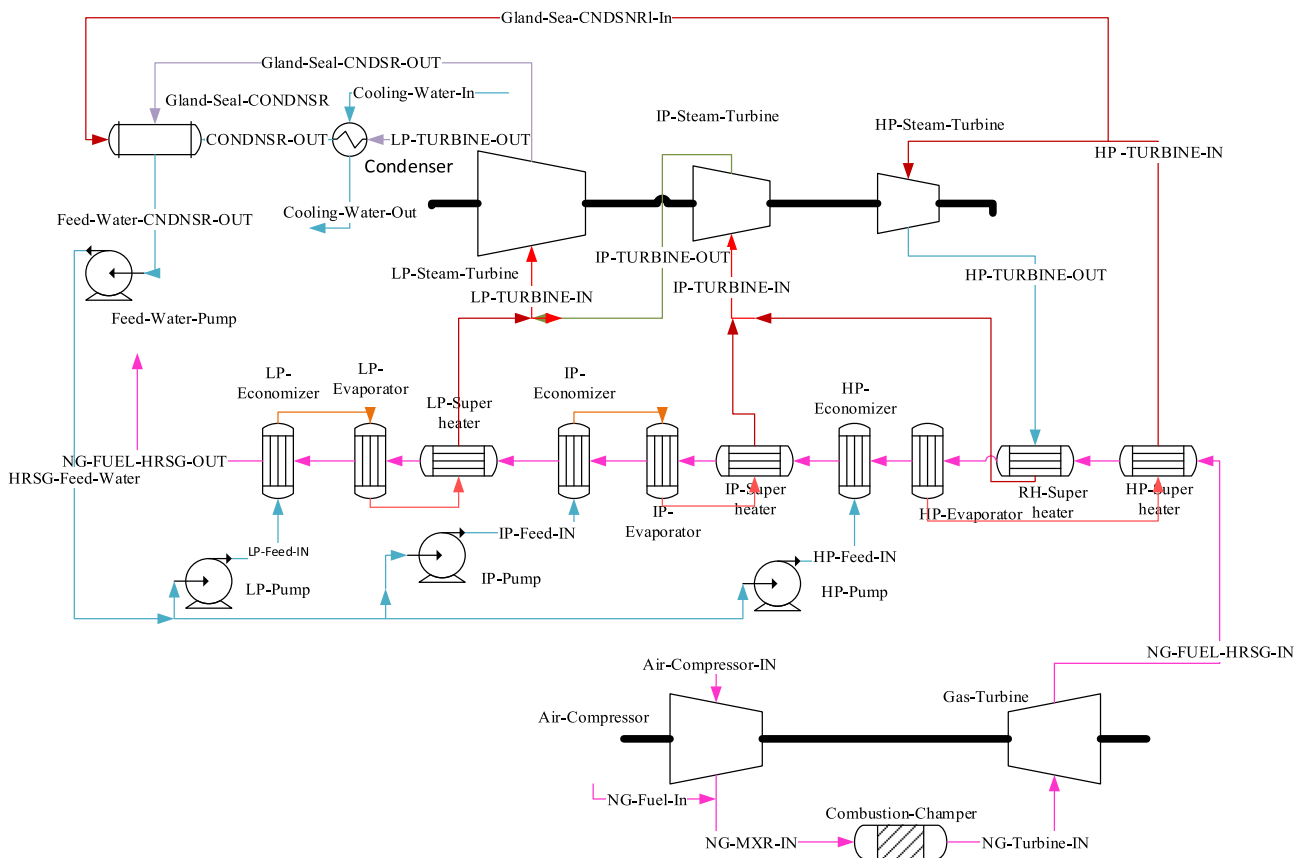 Gland-Sea-CNDSNRl-In
Gland-Seal-CNDSR-OUT
Cooling-Water-In
Gland-Seal-CONDNSR
IP-Steam-Turbine
HP-Steam-Turbine
CONDNSR-OUT
LP-TURBINE-OUT
HP -TURBINE-IN
Condenser
Feed-Water-CNDNSR-OUT
Cooling-Water-Out
LP-Steam-Turbine
IP-TURBINE-OUT
HP-TURBINE-OUT
LP-TURBINE-IN
IP-TURBINE-IN
Feed-Water-Pump
LP-
Economizer
LP-
Evaporator
LP-Super
heater
IP-
Economizer
HP-
Economizer
NG-FUEL-HRSG-OUT
HRSG-Feed-Water
IP-Super
heater
IP-
Evaporator
HP-Evaporator
RH-Super
heater
HP-Super
heater
LP-Feed-IN
IP-Feed-IN
HP-Feed-IN
LP-Pump
IP-Pump
HP-Pump
NG-FUEL-HRSG-IN
Air-Compressor-IN
Gas-Turbine
Air-Compressor
NG-Fuel-In
Combustion-Champer
NG-MXR-IN
NG-Turbine-IN